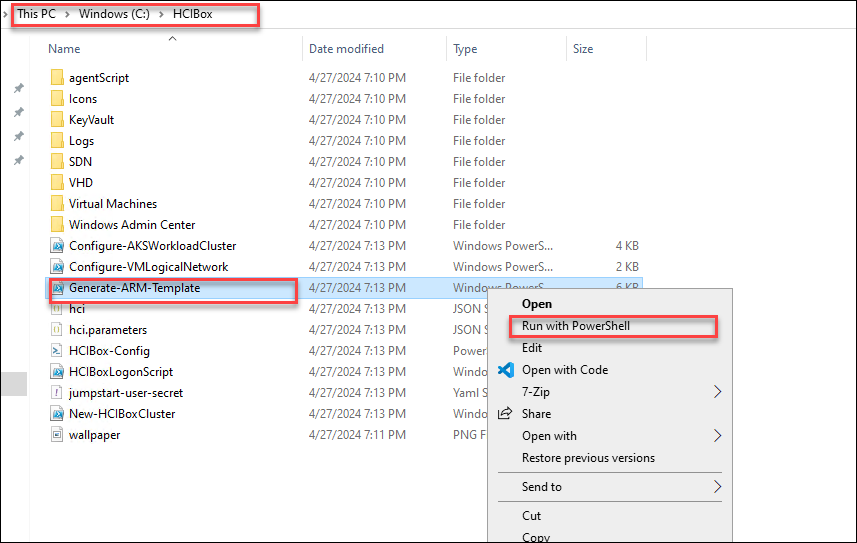 This PC > Windows (C:) > HCIBox
Name Date modified Type Size
agentScript 4/27/2024 7:10 PM File folder
Icons 4/27/2024 7:10 PM File folder
KeyVault 4/27/2024 7:10 PM File folder
Logs 4/27/2024 7:10 PM File folder
SDN 4/27/2024 7:10 PM File folder
VHD 4/27/2024 7:10 PM File folder
Virtual Machines 4/27/2024 7:10 PM File folder
Windows Admin Center 4/27/2024 7:10 PM File folder
Configure-AKSWorkloadCluster 4/27/2024 7:13 PM Windows PowerS... 4 KB
Configure-VMLogicalNetwork 4/27/2024 7:13 PM Windows PowerS... 2 KB
Generate-ARM-Template 4/27/2024 7:13 PM Windows PowerS... 6 KB
hci 4/27/2024 7:13 PM JSON S
hci.parameters 4/27/2024 7:13 PM JSON S
HCIBox-Config 4/27/2024 7:13 PM Power
HCIBoxLogonScript 4/27/2024 7:13 PM Windo
jumpstart-user-secret 4/27/2024 7:13 PM Yaml S
New-HCIBoxCluster 4/27/2024 7:13 PM Windo
wallpaper 4/27/2024 7:11 PM PNG F
Open
Run with PowerShell
Edit
Open with Code
7-Zip
Share
Open with
Restore previous versions
Send to
Cut
Copy